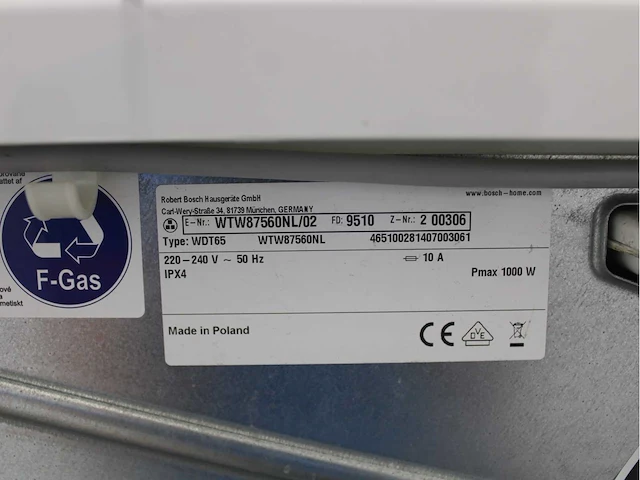 Robert Bosch Hausgeräte GmbH
Carl-Wery-Straße 34, 81739 München, GERMANY
www.bosch-home.com
E-Nr.: WTW87560NL/02 FD: 9510 Z-Nr.: 2 00306
Type: WDT65 WTW87560NL 465100281407003061
220-240 V ~ 50 Hz 10 A
IPX4 Pmax 1000 W
Made in Poland
CE DVE
F-Gas